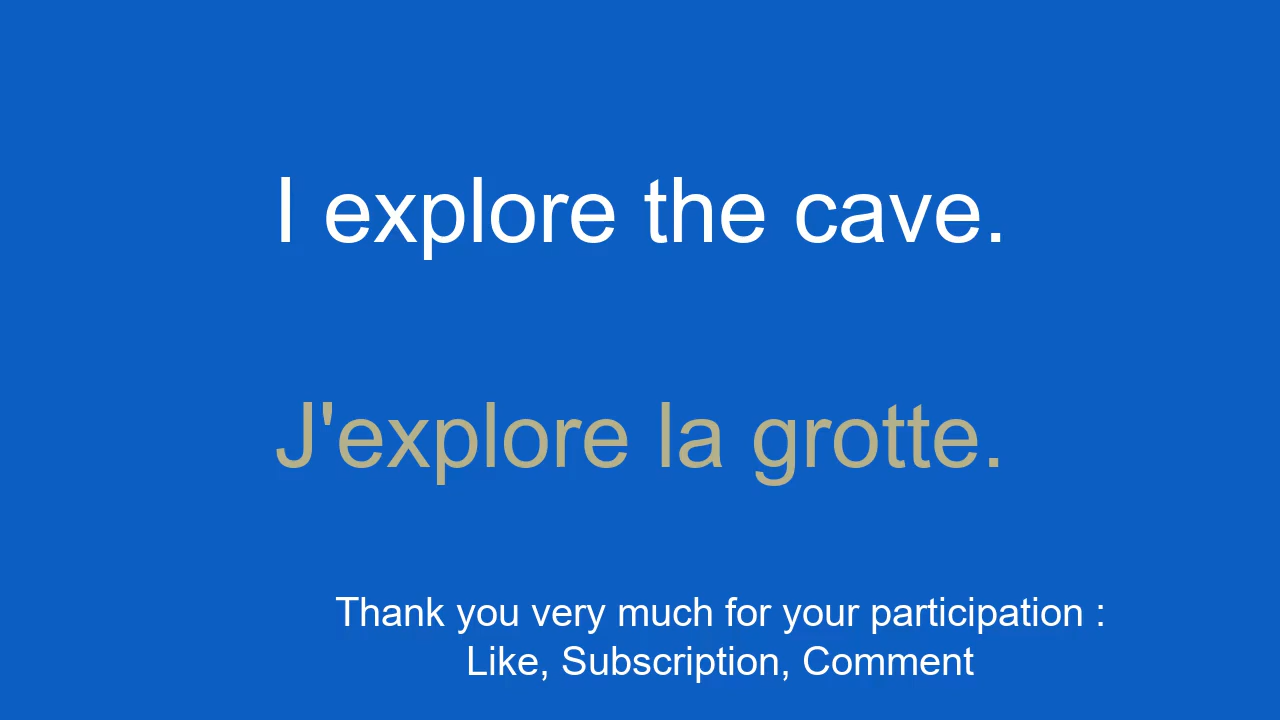 I explore the cave.
J'explore la grotte.
Thank you very much for your participation :
Like, Subscription, Comment